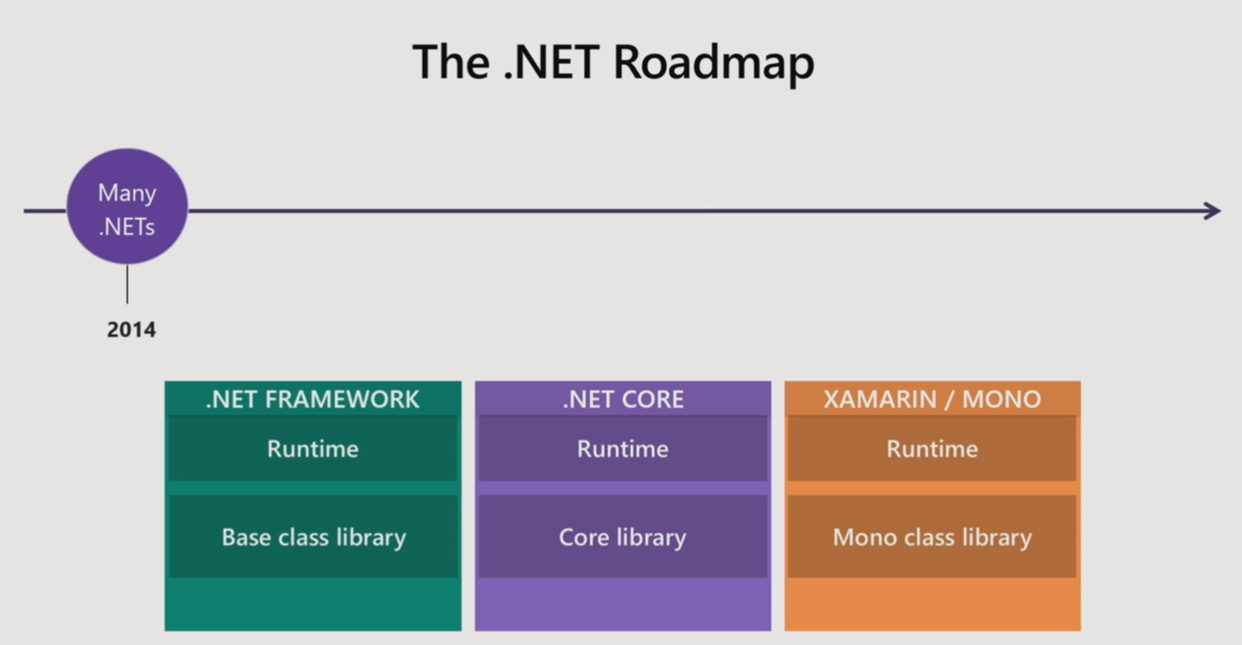 The .NET Roadmap
Many
.NETs
2014
.NET FRAMEWORK
Runtime
Base class library
.NET CORE
Runtime
Core library
XAMARIN / MONO
Runtime
Mono class library